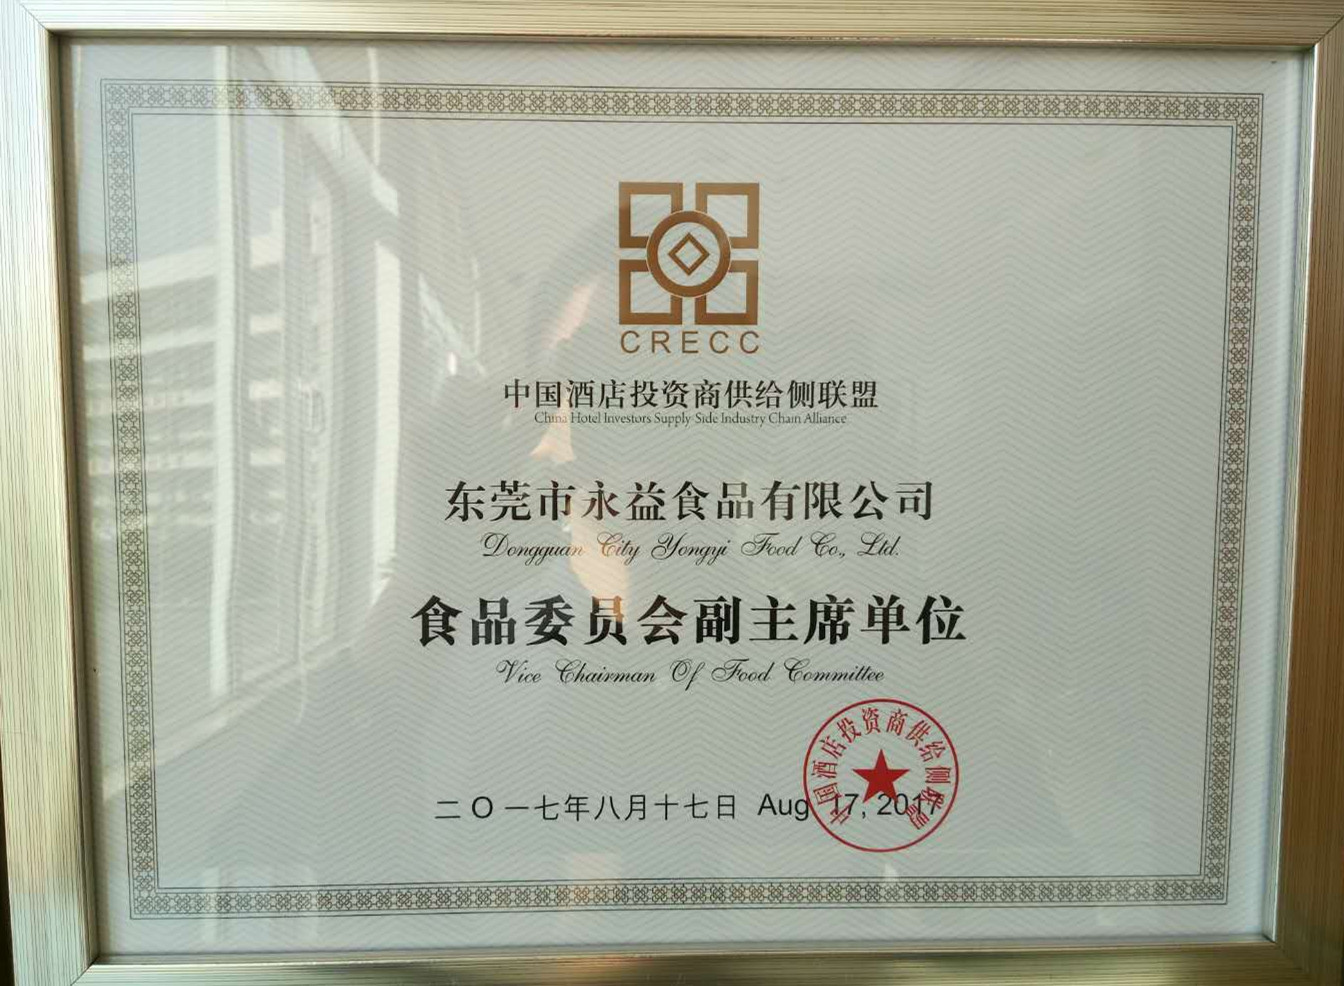 CRECC
中国酒店投资商供给侧联盟
China Hotel Investors Supply Side Industry Chain Alliance
东莞市永益食品有限公司
Dongguan City Yongyi Food Co., Ltd.
食品委员会副主席单位
Vice Chairman Of Food Committee
二O一七年八月十七日 Aug 17, 2017
中国酒店投资商供给侧联盟